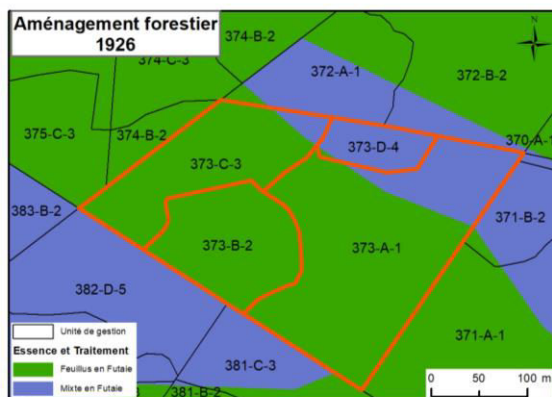 Aménagement forestier
1926
374-B-2
N
374-C-3
372-A-1
372-B-2
375-C-3
374-B-2
370-A-1
373-D-4
373-C-3
383-B-2
371-B-2
373-B-2
373-A-1
382-D-5
371-A-1
381-C-3
381-B-2
Unité de gestion
Essence et Traitement
Feuillus en Futaie
Mixte en Futaie
0 50 100 m